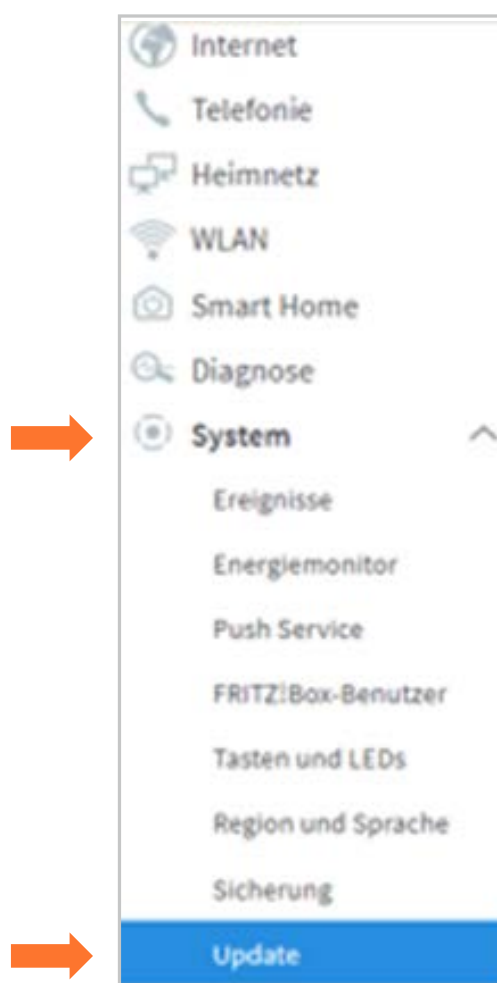 Internet
Telefonie
Heimnetz
WLAN
Smart Home
Diagnose
System
Ereignisse
Energiemonitor
Push Service
FRITZ!Box-Benutzer
Tasten und LEDs
Region und Sprache
Sicherung
Update